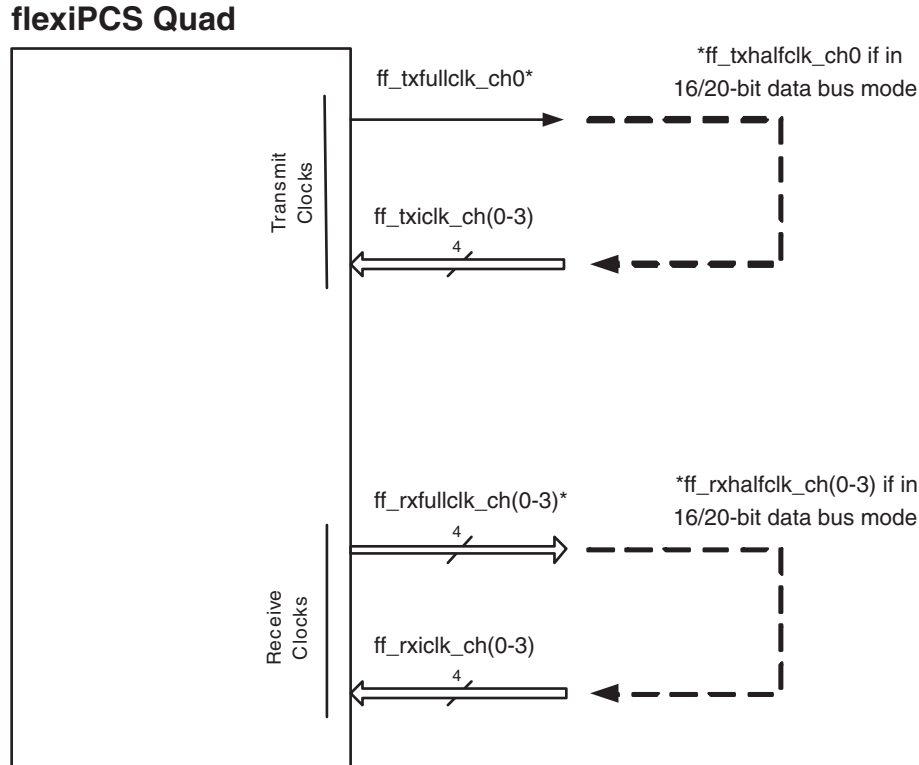 flexiPCS Quad
ff_txfullclk_ch0*
*ff_txhalfclk_ch0 if in
16/20-bit data bus mode
Transmit
Clocks
ff_txiclk_ch(0-3)
4
ff_rxfullclk_ch(0-3)*
4
*ff_rxhalfclk_ch(0-3) if in
16/20-bit data bus mode
Receive
Clocks
ff_rxiclk_ch(0-3)
4